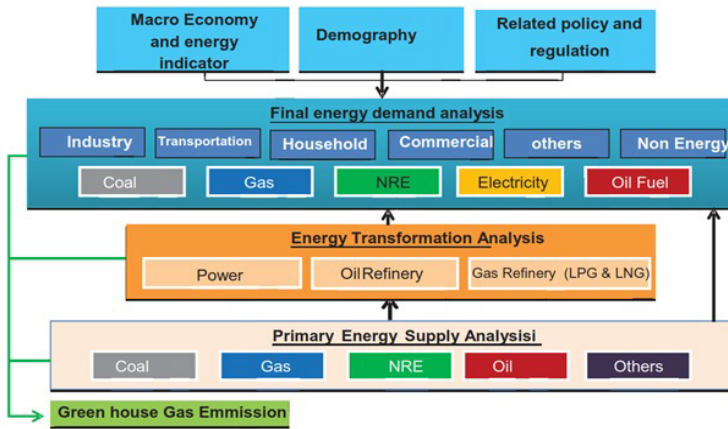 Macro Economy
and energy
indicator
Demography
Related policy and
regulation
Final energy demand analysis
Industry
Transportation
Household
Commercial
others
Non Energy
Coal
Gas
NRE
Electricity
Oil Fuel
Energy Transformation Analysis
Power
Oil Refinery
Gas Refinery (LPG & LNG)
Primary Energy Supply Analysisi
Coal
Gas
NRE
Oil
Others
Green house Gas Emmission